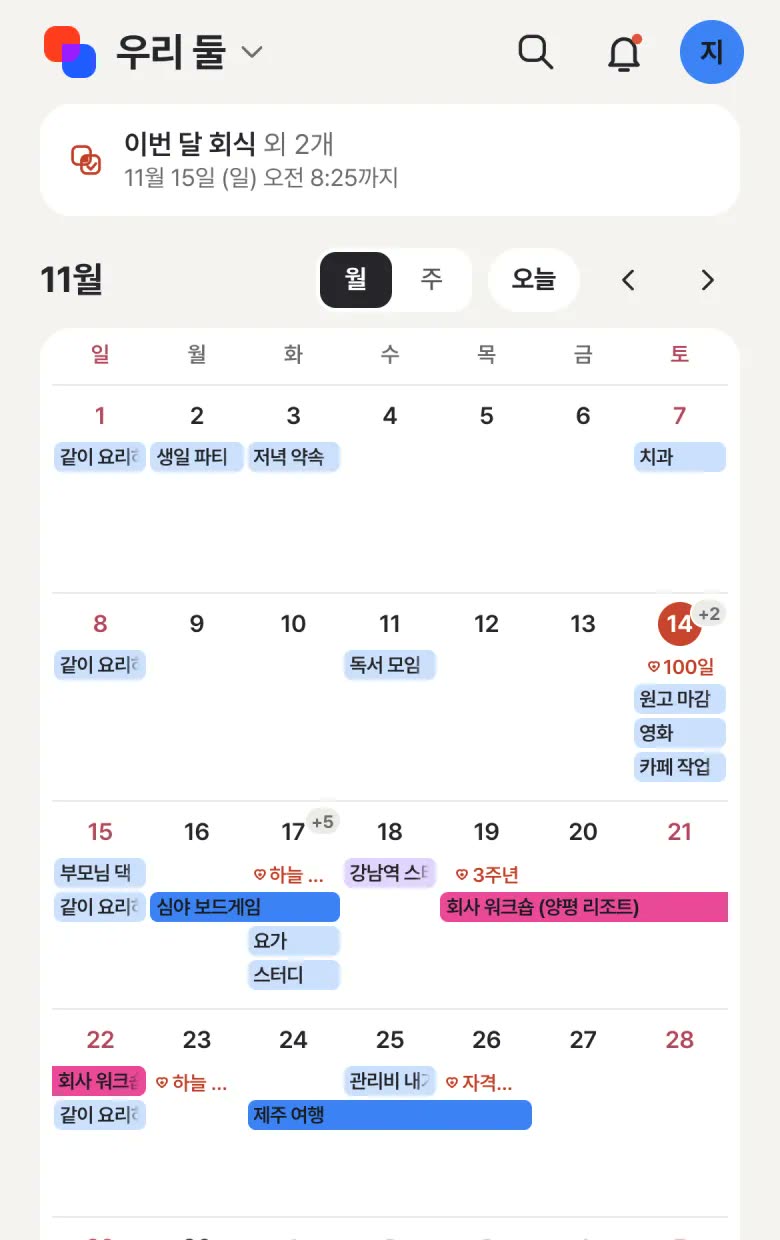 우리 둘
지
이번 달 회식 외 2개
11월 15일 (일) 오전 8:25까지
11월
월 주 오늘
일 월 화 수 목 금 토
1 2 3 4 5 6 7
같이 요리 생일 파티 저녁 약속 치과
8 9 10 11 12 13 14 +2
같이 요리 독서 모임 100일
원고 마감
영화
카페 작업
15 16 17 +5 18 19 20 21
부모님 댁 하늘 ... 강남역 3주년
같이 요리 심야 보드게임 회사 워크숍 (양평 리조트)
요가
스터디
22 23 24 25 26 27 28
회사 하늘 ... 관리비 자격...
같이 요리 제주 여행